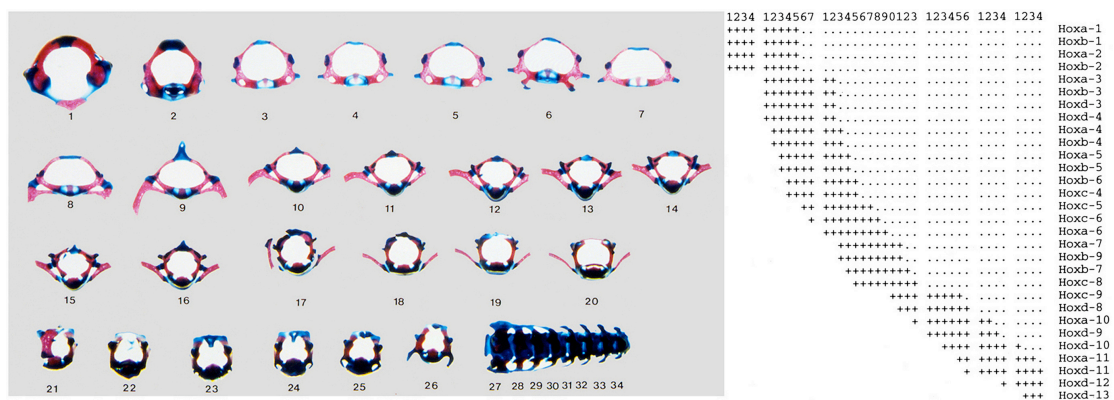 1 2 3 4 5 6 7
8 9 10 11 12 13 14
15 16 17 18 19 20
21 22 23 24 25 26 27 28 29 30 31 32 33 34
1234 1234567 1234567890123 123456 1234 1234
++++ +++++.. ............. ...... .... .... Hoxa-1
++++ +++++.. ............. ...... .... .... Hoxb-1
++++ +++++.. ............. ...... .... .... Hoxa-2
++++ +++++.. ............. ...... .... .... Hoxb-2
+++++++ ++........... ...... .... .... Hoxa-3
+++++++ ++........... ...... .... .... Hoxb-3
+++++++ ++........... ...... .... .... Hoxd-3
+++++++ ++........... ...... .... .... Hoxd-4
++++++ +++.......... ...... .... .... Hoxa-4
++++++ +++.......... ...... .... .... Hoxb-4
+++++ ++++......... ...... .... .... Hoxa-5
+++++ ++++......... ...... .... .... Hoxb-5
++++ +++++........ ...... .... .... Hoxb-6
++++ +++++........ ...... .... .... Hoxc-4
++ +++++++...... ...... .... .... Hoxc-5
+ ++++++++..... ...... .... .... Hoxc-6
+++++++++.... ...... .... .... Hoxa-6
+++++++++.. ...... .... .... Hoxa-7
+++++++++.. ...... .... .... Hoxb-9
+++++++++. ...... .... .... Hoxb-7
+++++++++ ...... .... .... Hoxc-8
++++ +++++. .... .... Hoxc-9
+++ ++++++ .... .... Hoxd-8
+ ++++++ ++.. .... Hoxa-10
++++++ +++. .... Hoxd-9
++++ ++++ +... Hoxd-10
++ ++++ +++. Hoxa-11
+ ++++ ++++ Hoxd-11
+ ++++ Hoxd-12
+++ Hoxd-13